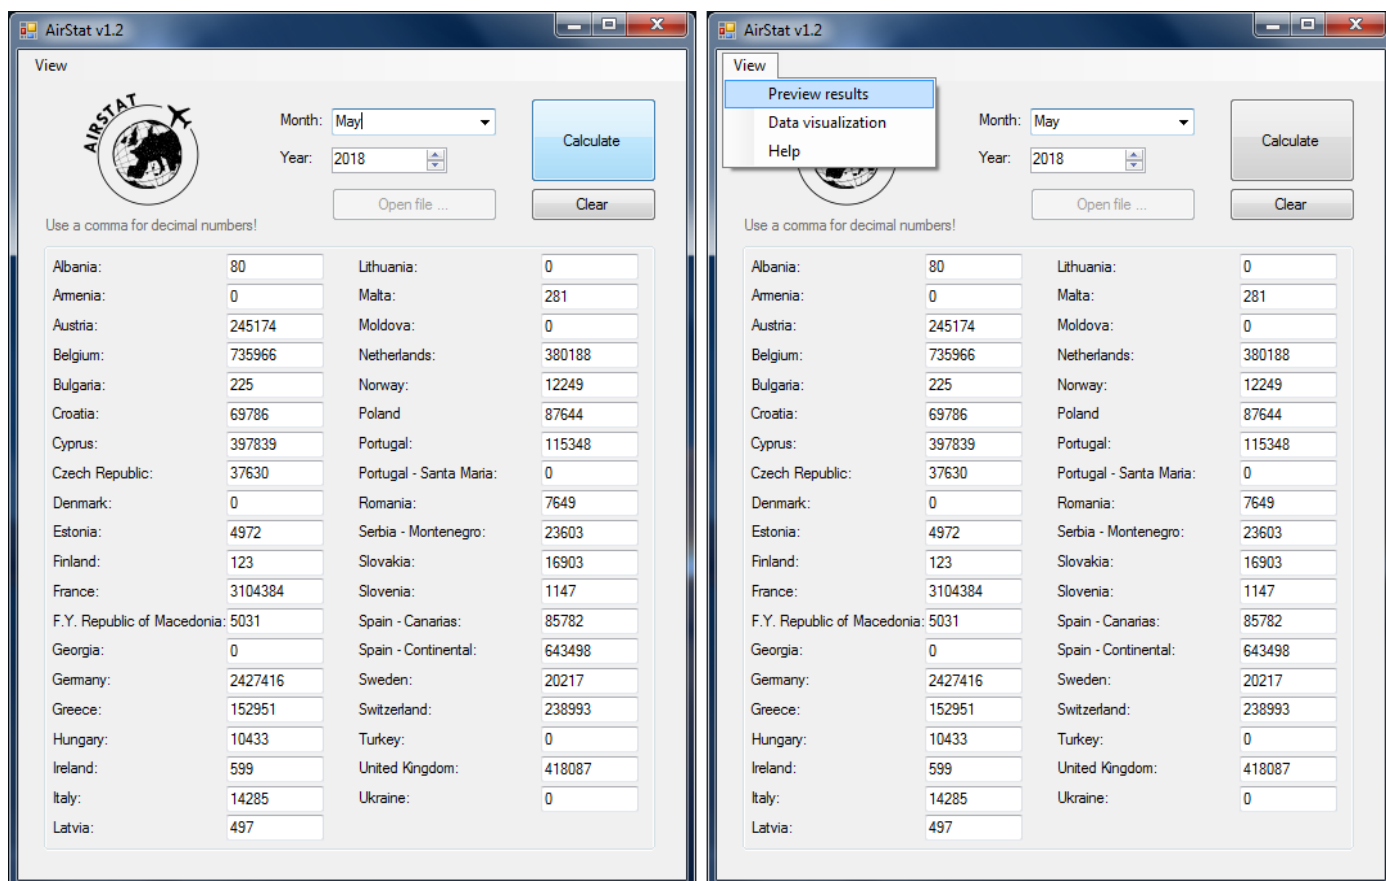 AirStat v1.2
View
AIRSTAT
Month: May
Year: 2018
Calculate
Open file ...
Clear
Use a comma for decimal numbers!
Albania: 80 Lithuania: 0
Armenia: 0 Malta: 281
Austria: 245174 Moldova: 0
Belgium: 735966 Netherlands: 380188
Bulgaria: 225 Norway: 12249
Croatia: 69786 Poland 87644
Cyprus: 397839 Portugal: 115348
Czech Republic: 37630 Portugal - Santa Maria: 0
Denmark: 0 Romania: 7649
Estonia: 4972 Serbia - Montenegro: 23603
Finland: 123 Slovakia: 16903
France: 3104384 Slovenia: 1147
F.Y. Republic of Macedonia: 5031 Spain - Canarias: 85782
Georgia: 0 Spain - Continental: 643498
Germany: 2427416 Sweden: 20217
Greece: 152951 Switzerland: 238993
Hungary: 10433 Turkey: 0
Ireland: 599 United Kingdom: 418087
Italy: 14285 Ukraine: 0
Latvia: 497
AirStat v1.2
View
Preview results
Data visualization
Help
Month: May
Year: 2018
Calculate
Open file ...
Clear
Use a comma for decimal numbers!
Albania: 80 Lithuania: 0
Armenia: 0 Malta: 281
Austria: 245174 Moldova: 0
Belgium: 735966 Netherlands: 380188
Bulgaria: 225 Norway: 12249
Croatia: 69786 Poland 87644
Cyprus: 397839 Portugal: 115348
Czech Republic: 37630 Portugal - Santa Maria: 0
Denmark: 0 Romania: 7649
Estonia: 4972 Serbia - Montenegro: 23603
Finland: 123 Slovakia: 16903
France: 3104384 Slovenia: 1147
F.Y. Republic of Macedonia: 5031 Spain - Canarias: 85782
Georgia: 0 Spain - Continental: 643498
Germany: 2427416 Sweden: 20217
Greece: 152951 Switzerland: 238993
Hungary: 10433 Turkey: 0
Ireland: 599 United Kingdom: 418087
Italy: 14285 Ukraine: 0
Latvia: 497